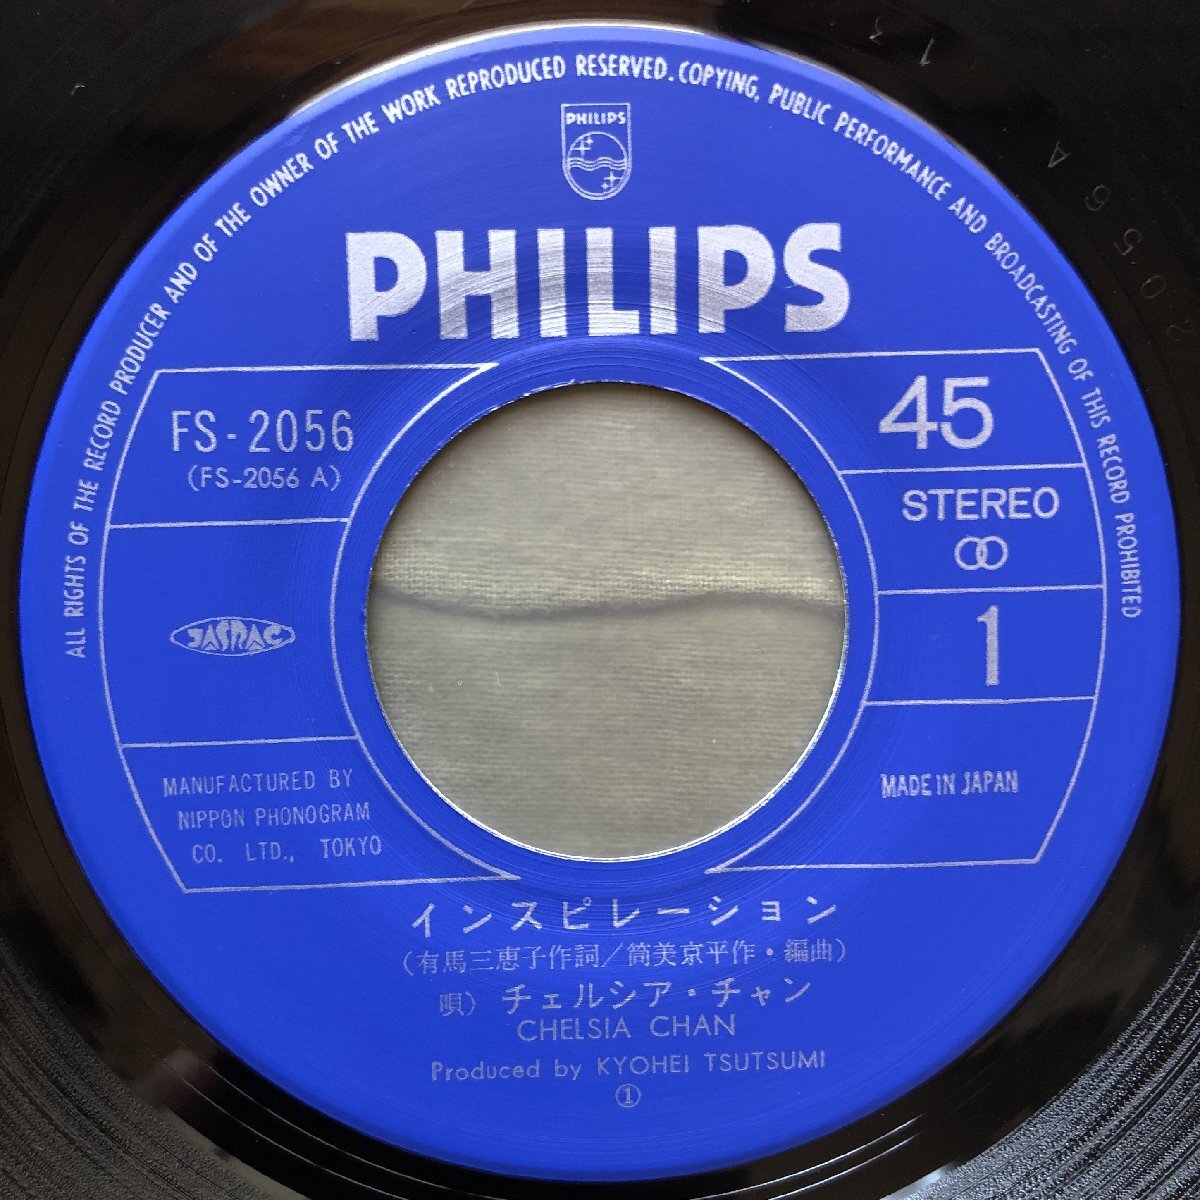 ALL RIGHTS OF THE RECORD PRODUCER AND OF THE OWNER OF THE WORK REPRODUCED RESERVED. COPYING, PUBLIC PERFORMANCE AND BROADCASTING OF THIS RECORD PROHIBITED
PHILIPS
PHILIPS
FS-2056
(FS-2056 A)
45
STEREO
1
JASRAC
MANUFACTURED BY
NIPPON PHONOGRAM
CO. LTD., TOKYO
MADE IN JAPAN
インスピレーション
(有馬三恵子作詞/筒美京平作・編曲)
唄) チェルシア・チャン
CHELSIA CHAN
Produced by KYOHEI TSUTSUMI
①